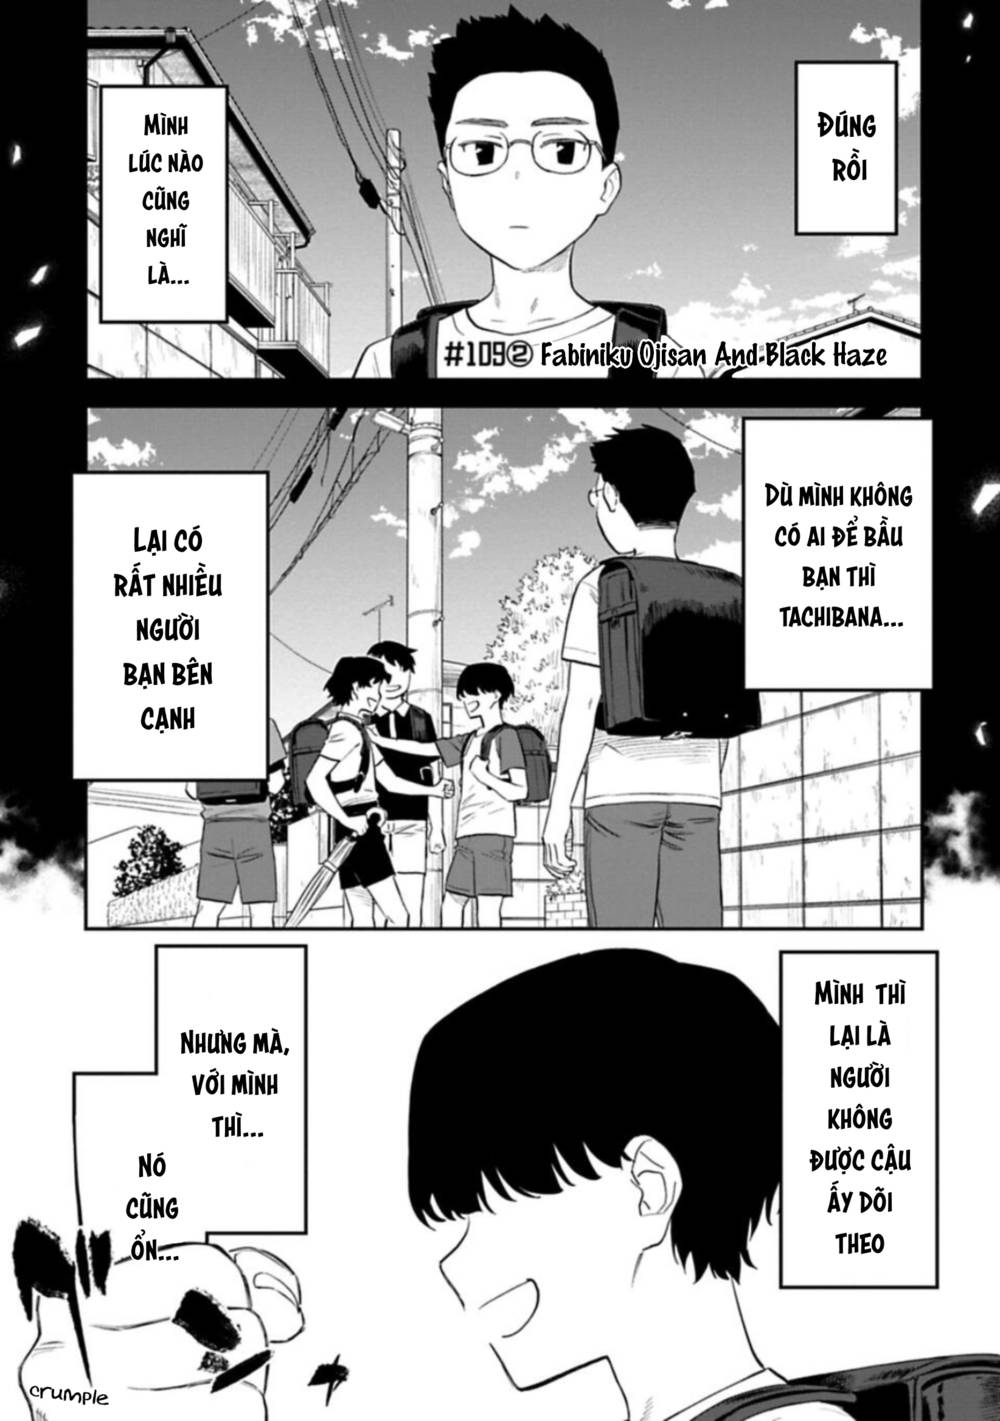 ĐÚNG
RỒI
MÌNH
LÚC NÀO
CŨNG
NGHĨ
LÀ...
#109② Fabiniku Ojisan And Black Haze
DÙ MÌNH KHÔNG
CÓ AI ĐỂ BẦU
BẠN THÌ
TACHIBANA...
LẠI CÓ
RẤT NHIỀU
NGƯỜI
BẠN BÊN
CẠNH
MÌNH THÌ
LẠI LÀ
NGƯỜI
KHÔNG
ĐƯỢC CẬU
ẤY DÕI
THEO
NHƯNG MÀ,
VỚI MÌNH
THÌ...
NÓ
CŨNG
ỔN...
crumple